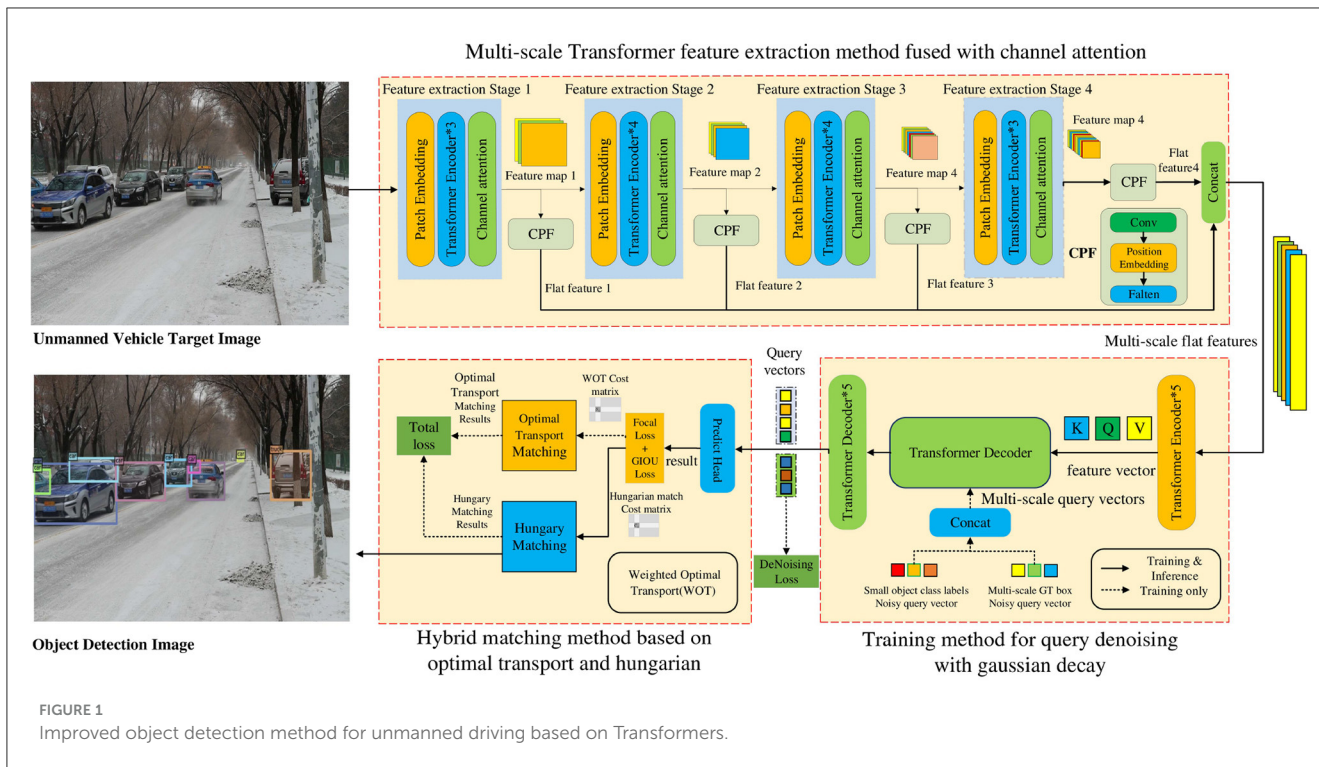 Multi-scale Transformer feature extraction method fused with channel attention
Feature extraction Stage 1
Feature extraction Stage 2
Feature extraction Stage 3
Feature extraction Stage 4
Patch Embedding
Transformer Encoder*3
Channel attention
Feature map 1
CPF
Flat feature 1
Patch Embedding
Transformer Encoder*4
Channel attention
Feature map 2
CPF
Flat feature 2
Patch Embedding
Transformer Encoder*4
Channel attention
Feature map 4
CPF
Flat feature 3
Patch Embedding
Transformer Encoder*3
Channel attention
Feature map 4
CPF
Flat
feature4
Concat
CPF
Conv
Position
Embedding
Falten
Unmanned Vehicle Target Image
Multi-scale flat features
Optimal
Transport
Matching
Results
WOT Cost
matrix
Query
vectors
Total
loss
Optimal
Transport
Matching
Focal
Loss
+
GIOU
Loss
result
Predict Head
Hungary
Matching
Results
Hungary
Matching
Hungarian match
Cost matrix
Weighted Optimal
Transport(WOT)
DeNoising
Loss
Transformer Decoder*5
Transformer Decoder
K
Q
V
feature vector
Transformer Encoder*5
Multi-scale query vectors
Concat
Small object class labels
Noisy query vector
Multi-scale GT box
Noisy query vector
Training &
Inference
Training only
Object Detection Image
Hybrid matching method based on
optimal transport and hungarian
Training method for query denoising
with gaussian decay
FIGURE 1
Improved object detection method for unmanned driving based on Transformers.